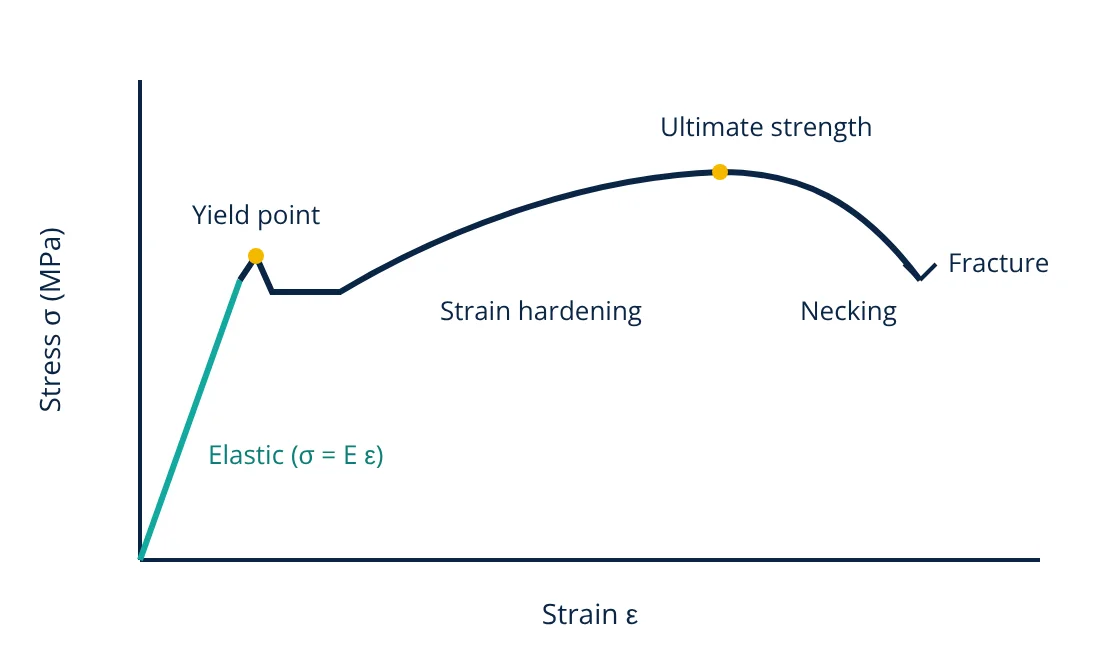 Ultimate strength
Yield point
Fracture
Strain hardening
Necking
Stress σ (MPa)
Elastic (σ = E ε)
Strain ε